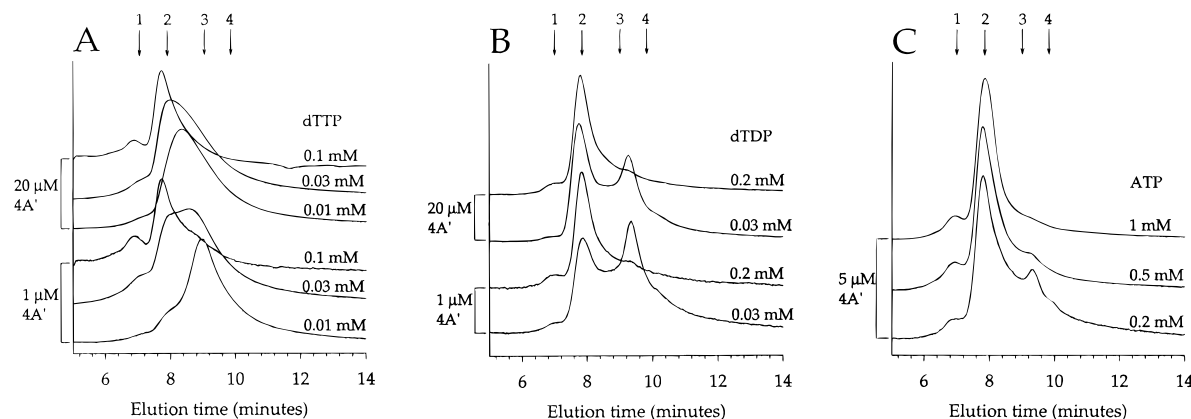 1 2 3 4
A
dTTP
0.1 mM
0.03 mM
0.01 mM
0.1 mM
0.03 mM
0.01 mM
20 μM
4A'
1 μM
4A'
6 8 10 12 14
Elution time (minutes)
1 2 3 4
B
dTDP
0.2 mM
0.03 mM
0.2 mM
0.03 mM
20 μM
4A'
1 μM
4A'
6 8 10 12 14
Elution time (minutes)
1 2 3 4
C
ATP
1 mM
0.5 mM
0.2 mM
5 μM
4A'
6 8 10 12 14
Elution time (minutes)